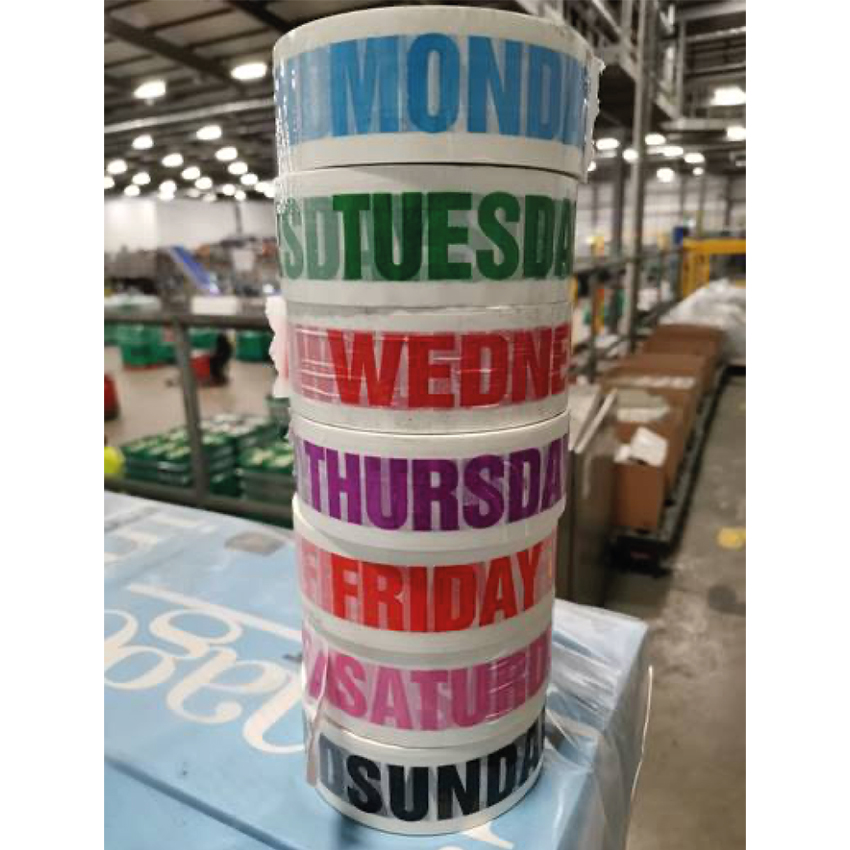 MONDA
SDTUESDA
WEDNE
THURSDA
FRIDAY
SATURD
DSUNDA